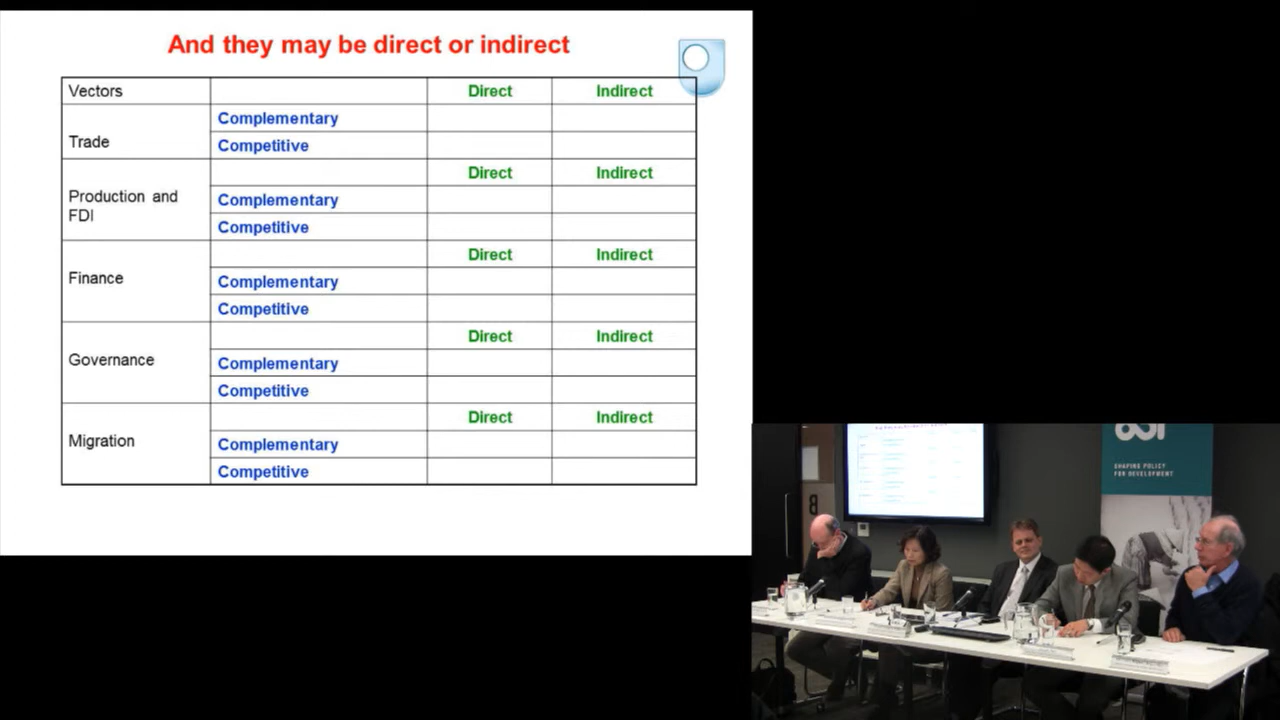 And they may be direct or indirect
Vectors Direct Indirect
Trade
Complementary
Competitive
Direct Indirect
Production and
FDI
Complementary
Competitive
Direct Indirect
Finance
Complementary
Competitive
Direct Indirect
Governance
Complementary
Competitive
Direct Indirect
Migration
Complementary
Competitive
odi
SHAPING POLICY
FOR DEVELOPMENT
8